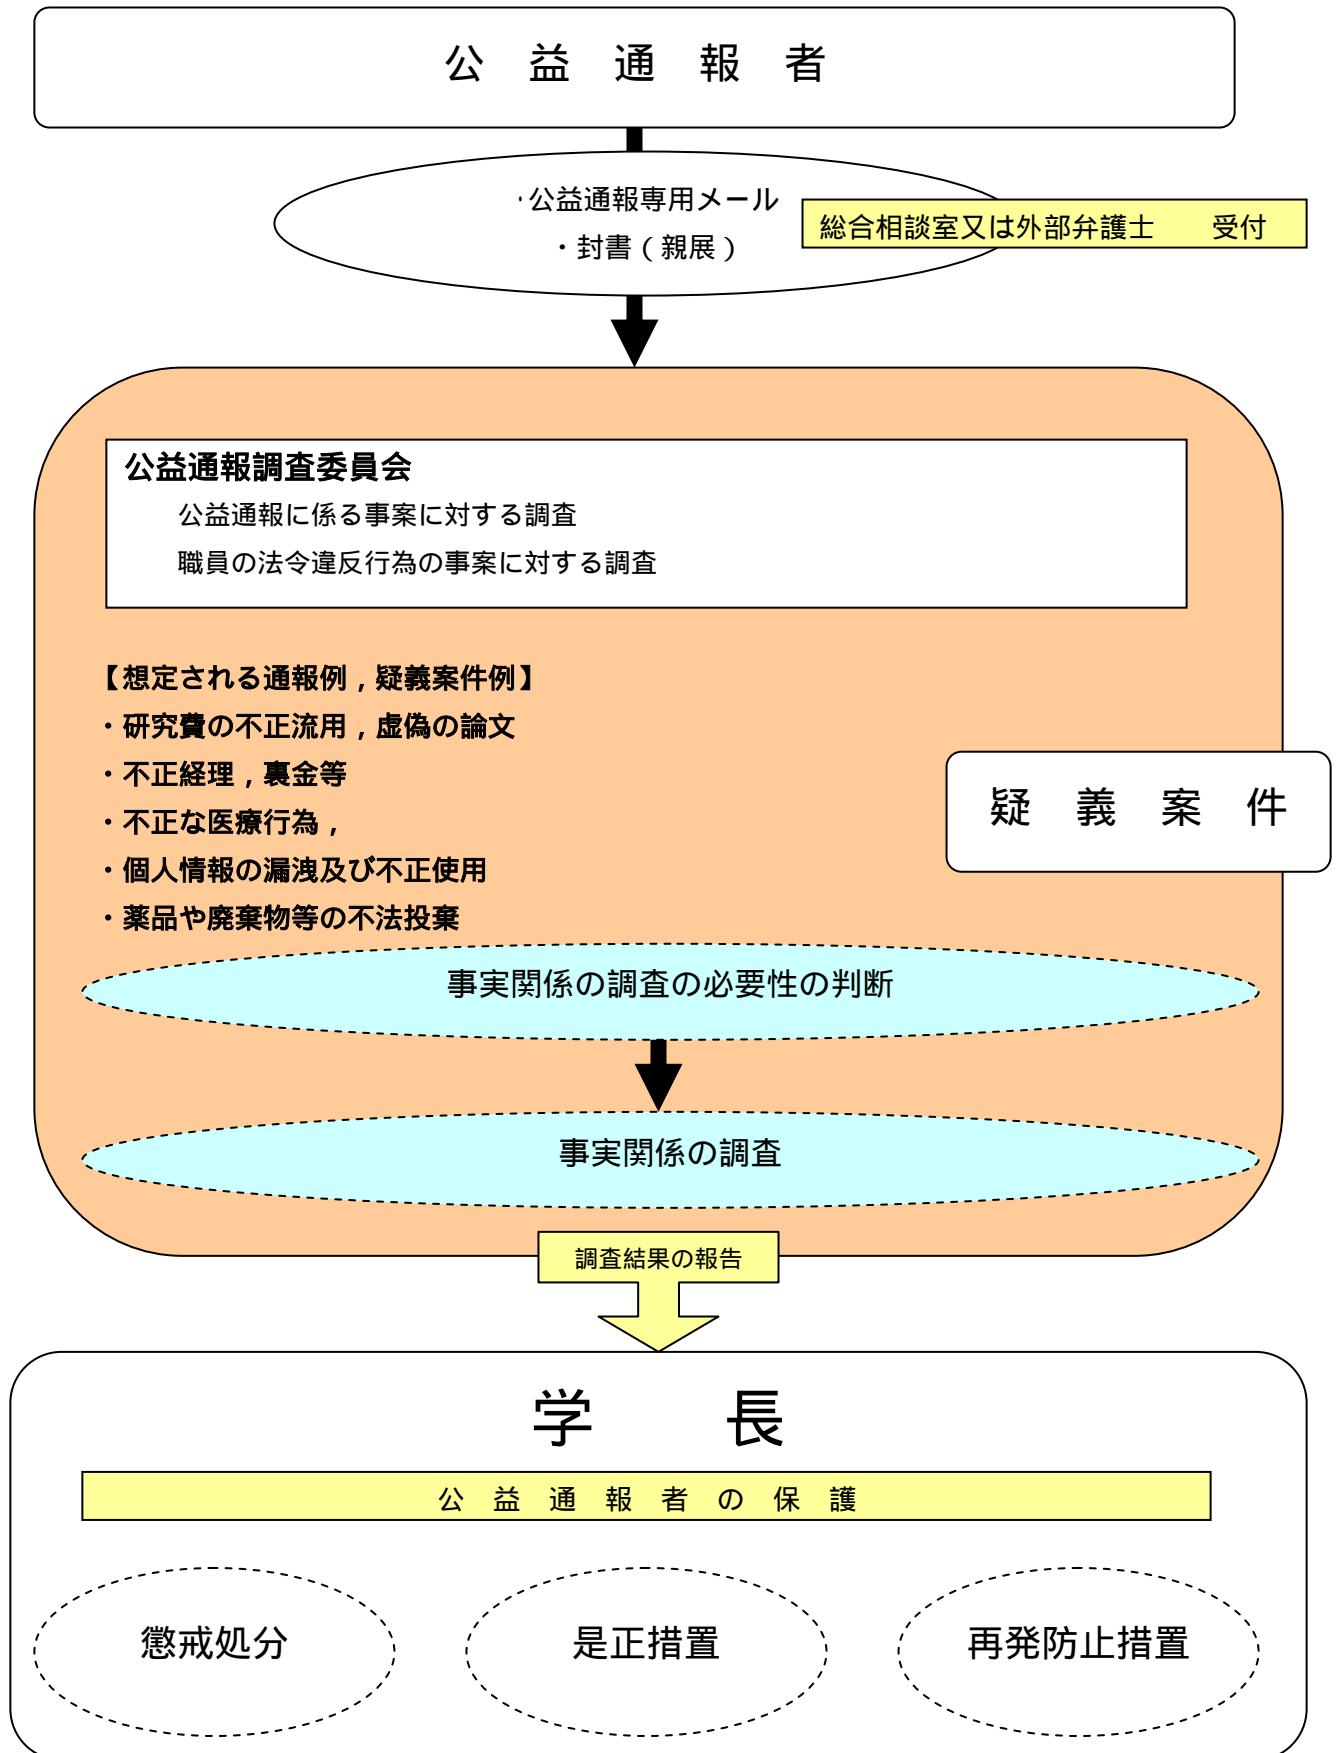 公　益　通　報　者
・公益通報専用メール
・封書（親展）
総合相談室又は外部弁護士　　受付
公益通報調査委員会
公益通報に係る事案に対する調査
職員の法令違反行為の事案に対する調査
【想定される通報例，疑義案件例】
・研究費の不正流用，虚偽の論文
・不正経理，裏金等
・不正な医療行為，
・個人情報の漏洩及び不正使用
・薬品や廃棄物等の不法投棄
疑　義　案　件
事実関係の調査の必要性の判断
事実関係の調査
調査結果の報告
学　　長
公　益　通　報　者　の　保　護
懲戒処分
是正措置
再発防止措置